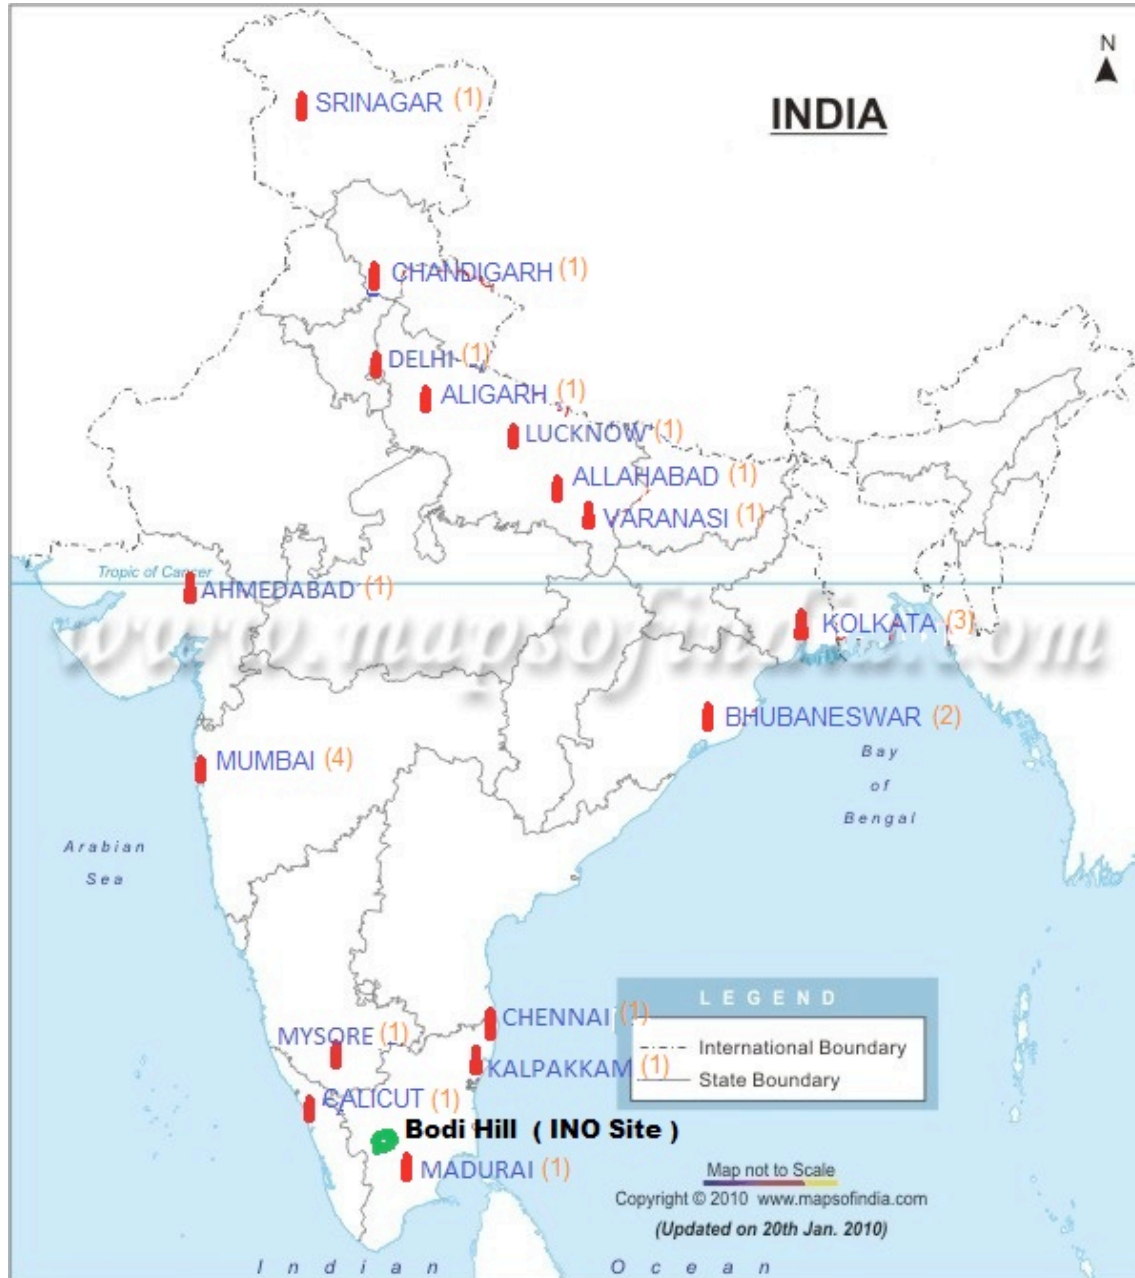 N
INDIA
SRINAGAR (1)
CHANDIGARH (1)
DELHI (1)
ALIGARH (1)
LUCKNOW (1)
ALLAHABAD (1)
VARANASI (1)
Tropic of Cancer
AHMEDABAD (1)
KOLKATA (3)
www.mapsofindia.com
BHUBANESWAR (2)
MUMBAI (4)
Bay
of
Bengal
Arabian
Sea
LEGEND
International Boundary
State Boundary
CHENNAI (1)
MYSORE (1)
KALPAKKAM (1)
CALICUT (1)
Bodi Hill ( INO Site )
MADURAI (1)
Map not to Scale
Copyright © 2010 www.mapsofindia.com
(Updated on 20th Jan. 2010)
Indian Ocean